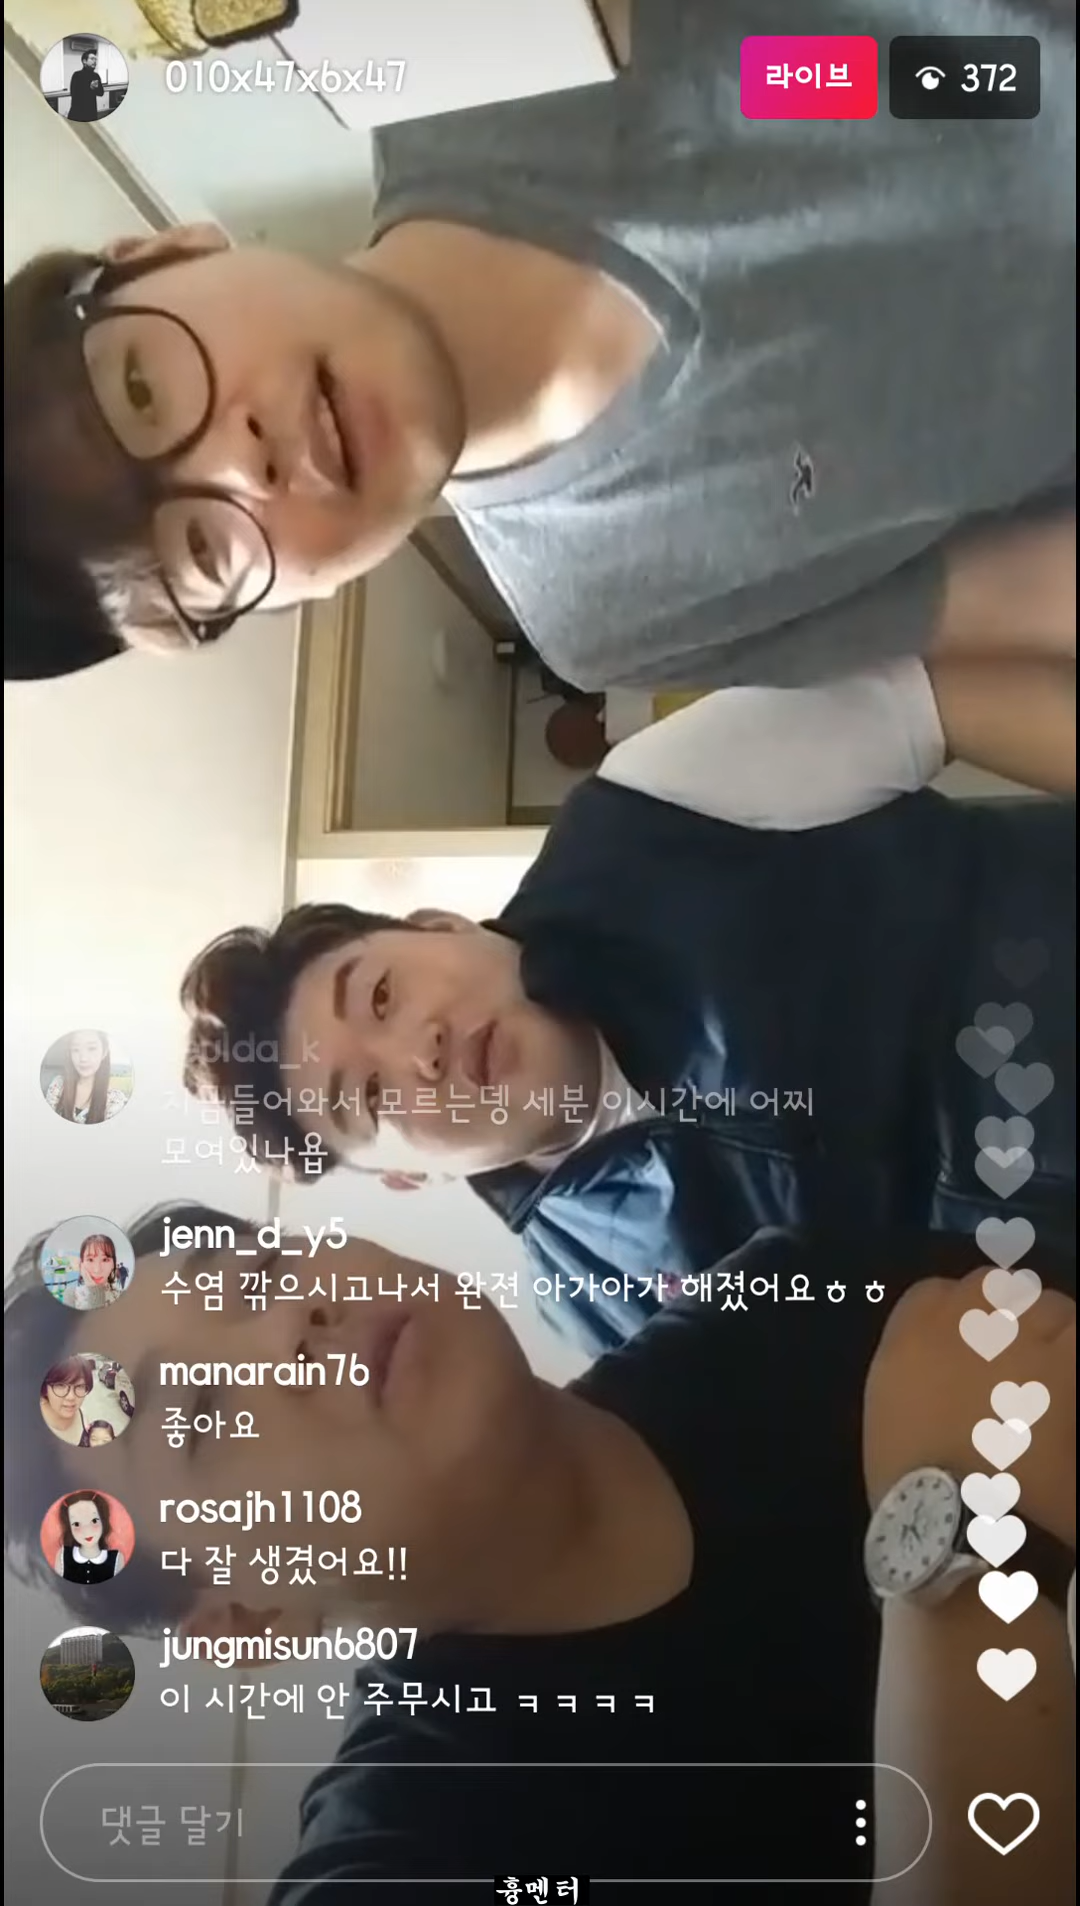 010x47x6x47
라이브
372
지금들어와서 모르는뎅 세분 이시간에 어찌
모여있나욥
jenn_d_y5
수염 깎으시고나서 완젼 아가아가 해졌어요ㅎㅎ
manarain76
좋아요
rosajh1108
다 잘 생겼어요!!
jungmisun6807
이 시간에 안 주무시고 ㅋㅋㅋㅋ
댓글 달기
흥멘터